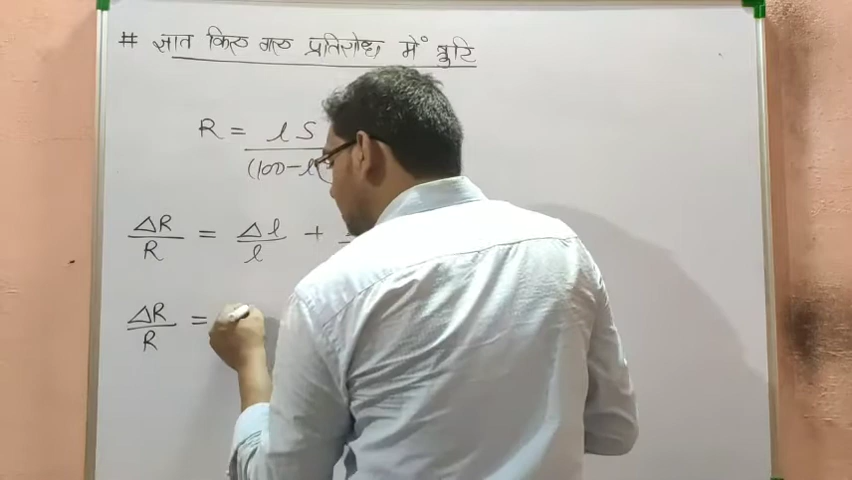 # ज्ञात किए गए प्रतिरोध में त्रुटि
R = l S / (100 - l
ΔR / R = Δl / l +
ΔR / R =